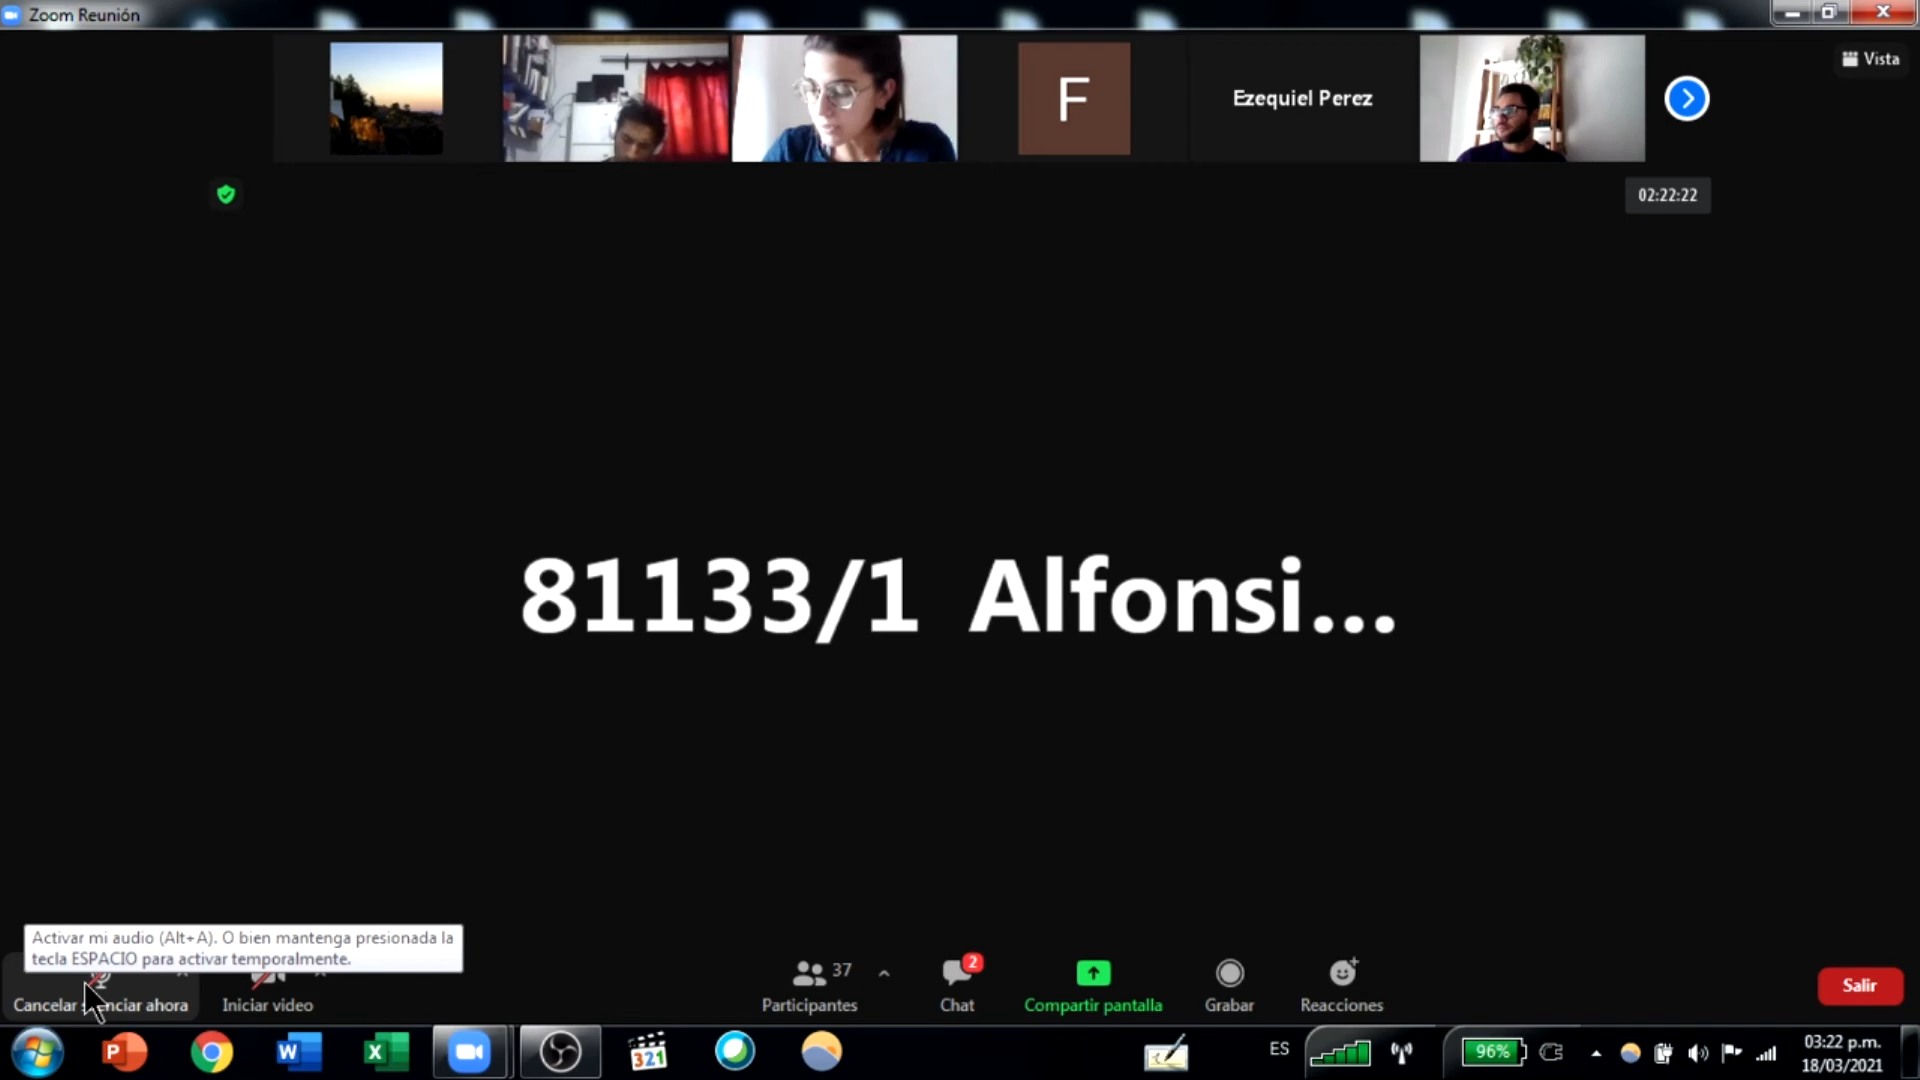 Zoom Reunión
F
Ezequiel Perez
Vista
02:22:22
81133/1 Alfonsi...
Activar mi audio (Alt+A). O bien mantenga presionada la
tecla ESPACIO para activar temporalmente.
Cancelar silenciar ahora
Iniciar video
37
Participantes
2
Chat
Compartir pantalla
Grabar
Reacciones
Salir
P
W
X
321
ES
96%
03:22 p.m.
18/03/2021